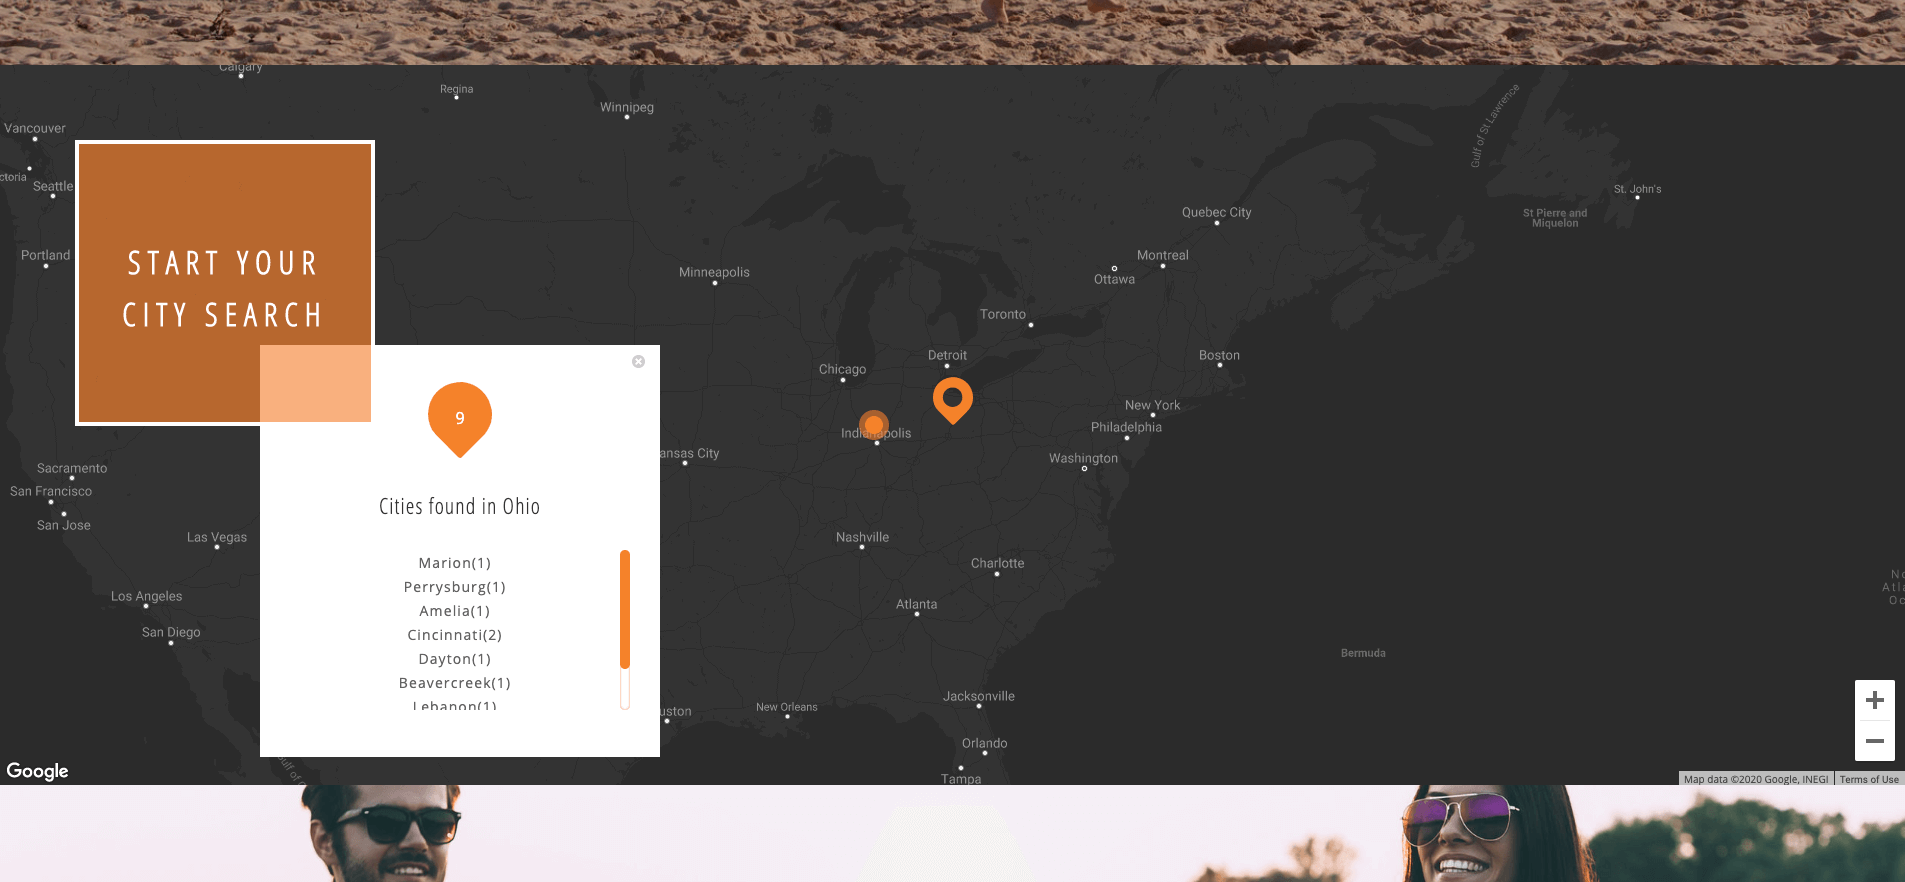 Calgary
Regina
Winnipeg
Vancouver
ctoria
Seattle
St. John's
Gulf of St Lawrence
Quebec City
St Pierre and
Miquelon
Portland
START YOUR
CITY SEARCH
Montreal
Minneapolis
Ottawa
Toronto
Detroit
Boston
Chicago
New York
9
Philadelphia
Indianapolis
ansas City
Washington
Sacramento
San Francisco
San Jose
Cities found in Ohio
Las Vegas
Nashville
Charlotte
Marion(1)
Perrysburg(1)
Amelia(1)
Cincinnati(2)
Dayton(1)
Beavercreek(1)
Lebanon(1)
Los Angeles
Atlanta
San Diego
No
Atla
Oc
Bermuda
Jacksonville
uston
New Orleans
Orlando
Tampa
Google
Map data ©2020 Google, INEGI
Terms of Use